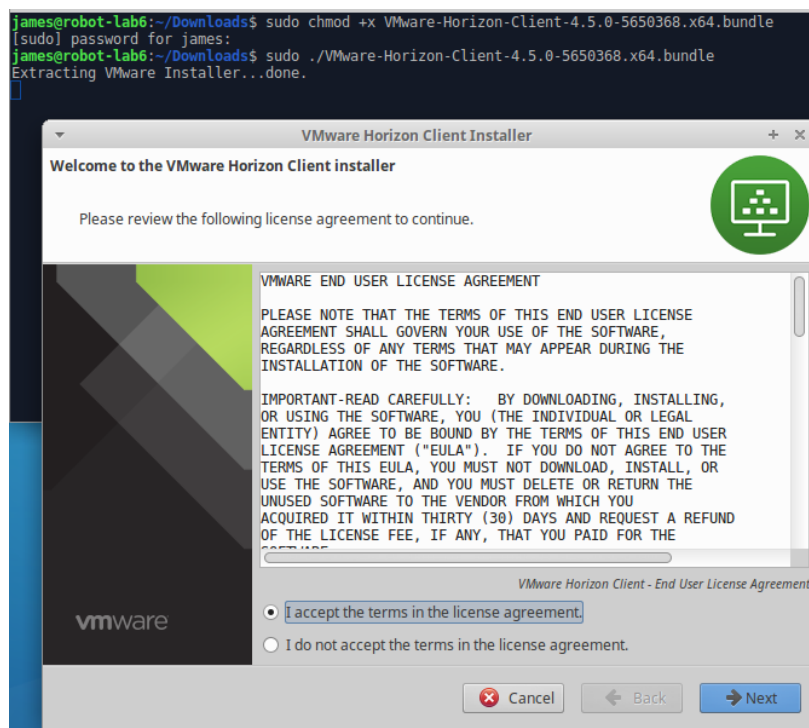 james@robot-lab6:~/Downloads$ sudo chmod +x VMware-Horizon-Client-4.5.0-5650368.x64.bundle
[sudo] password for james:
james@robot-lab6:~/Downloads$ sudo ./VMware-Horizon-Client-4.5.0-5650368.x64.bundle
Extracting VMware Installer...done.
VMware Horizon Client Installer
Welcome to the VMware Horizon Client installer
Please review the following license agreement to continue.
VMWARE END USER LICENSE AGREEMENT
PLEASE NOTE THAT THE TERMS OF THIS END USER LICENSE
AGREEMENT SHALL GOVERN YOUR USE OF THE SOFTWARE,
REGARDLESS OF ANY TERMS THAT MAY APPEAR DURING THE
INSTALLATION OF THE SOFTWARE.
IMPORTANT-READ CAREFULLY:   BY DOWNLOADING, INSTALLING,
OR USING THE SOFTWARE, YOU (THE INDIVIDUAL OR LEGAL
ENTITY) AGREE TO BE BOUND BY THE TERMS OF THIS END USER
LICENSE AGREEMENT ("EULA").  IF YOU DO NOT AGREE TO THE
TERMS OF THIS EULA, YOU MUST NOT DOWNLOAD, INSTALL, OR
USE THE SOFTWARE, AND YOU MUST DELETE OR RETURN THE
UNUSED SOFTWARE TO THE VENDOR FROM WHICH YOU
ACQUIRED IT WITHIN THIRTY (30) DAYS AND REQUEST A REFUND
OF THE LICENSE FEE, IF ANY, THAT YOU PAID FOR THE
VMware Horizon Client - End User License Agreement
vmware
I accept the terms in the license agreement.
I do not accept the terms in the license agreement.
Cancel
Back
Next